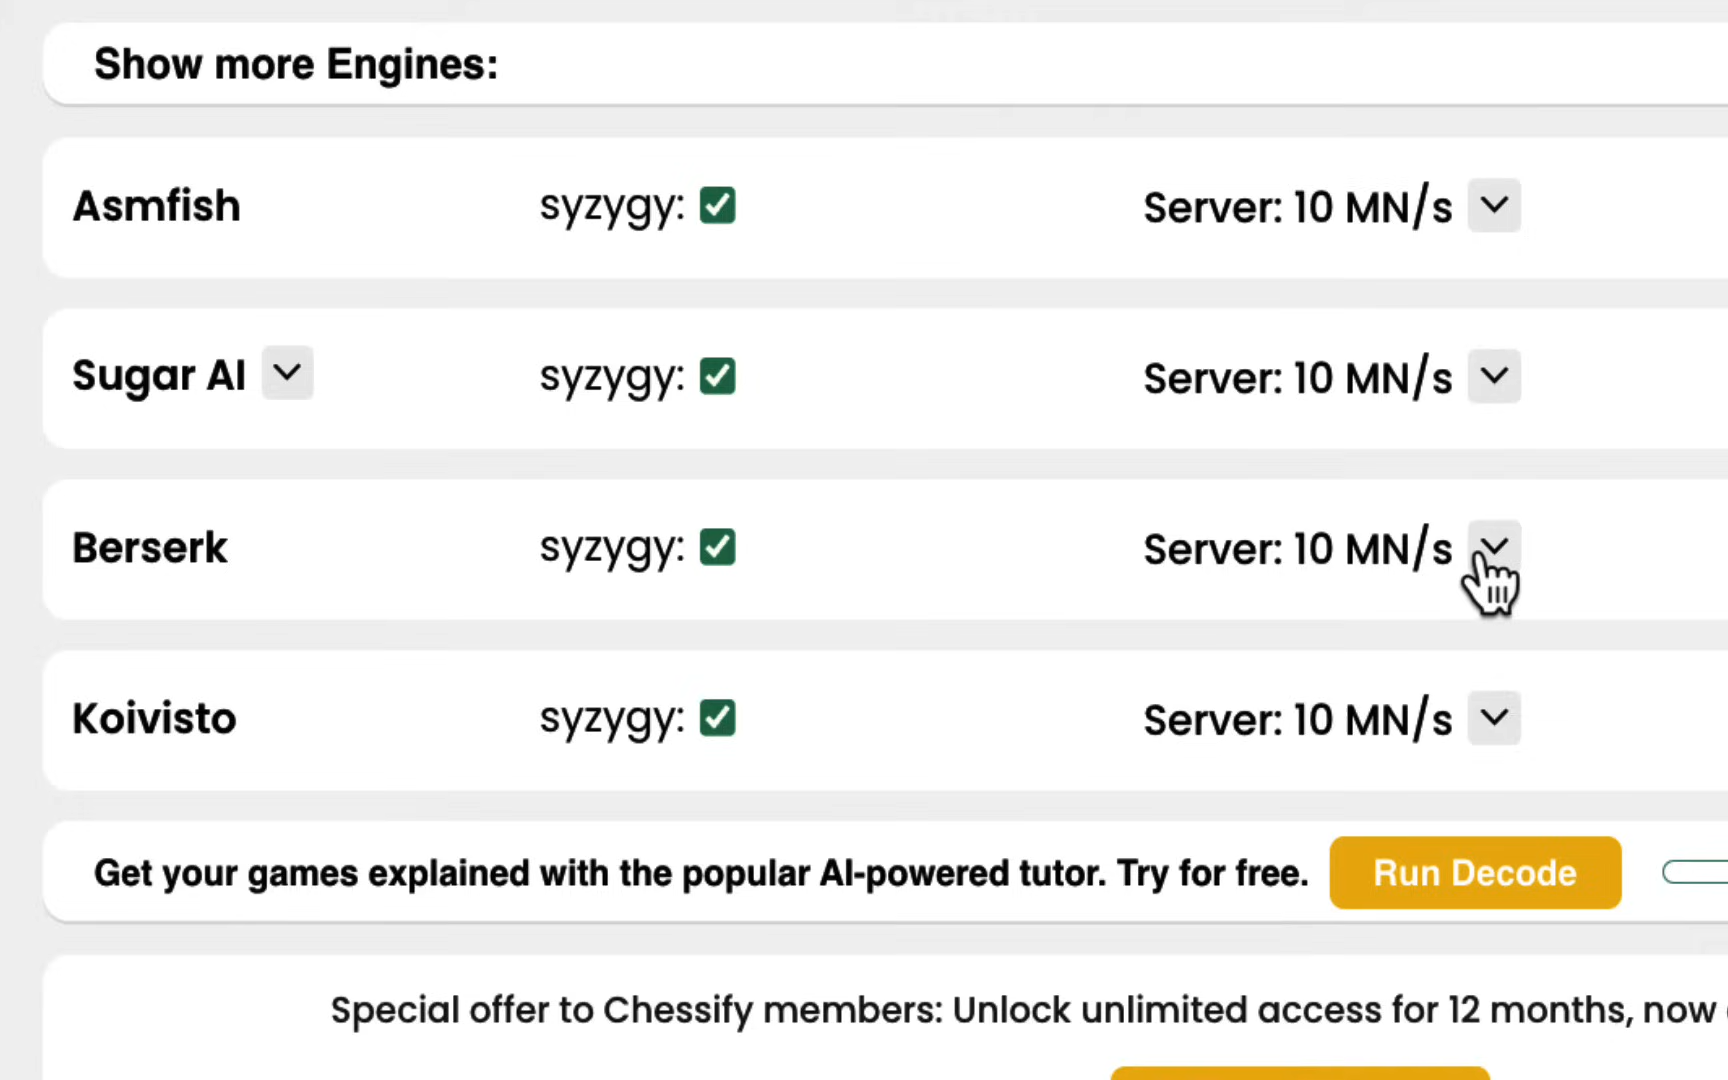 Show more Engines:
Asmfish syzygy: Server: 10 MN/s
Sugar AI syzygy: Server: 10 MN/s
Berserk syzygy: Server: 10 MN/s
Koivisto syzygy: Server: 10 MN/s
Get your games explained with the popular AI-powered tutor. Try for free. Run Decode
Special offer to Chessify members: Unlock unlimited access for 12 months, now